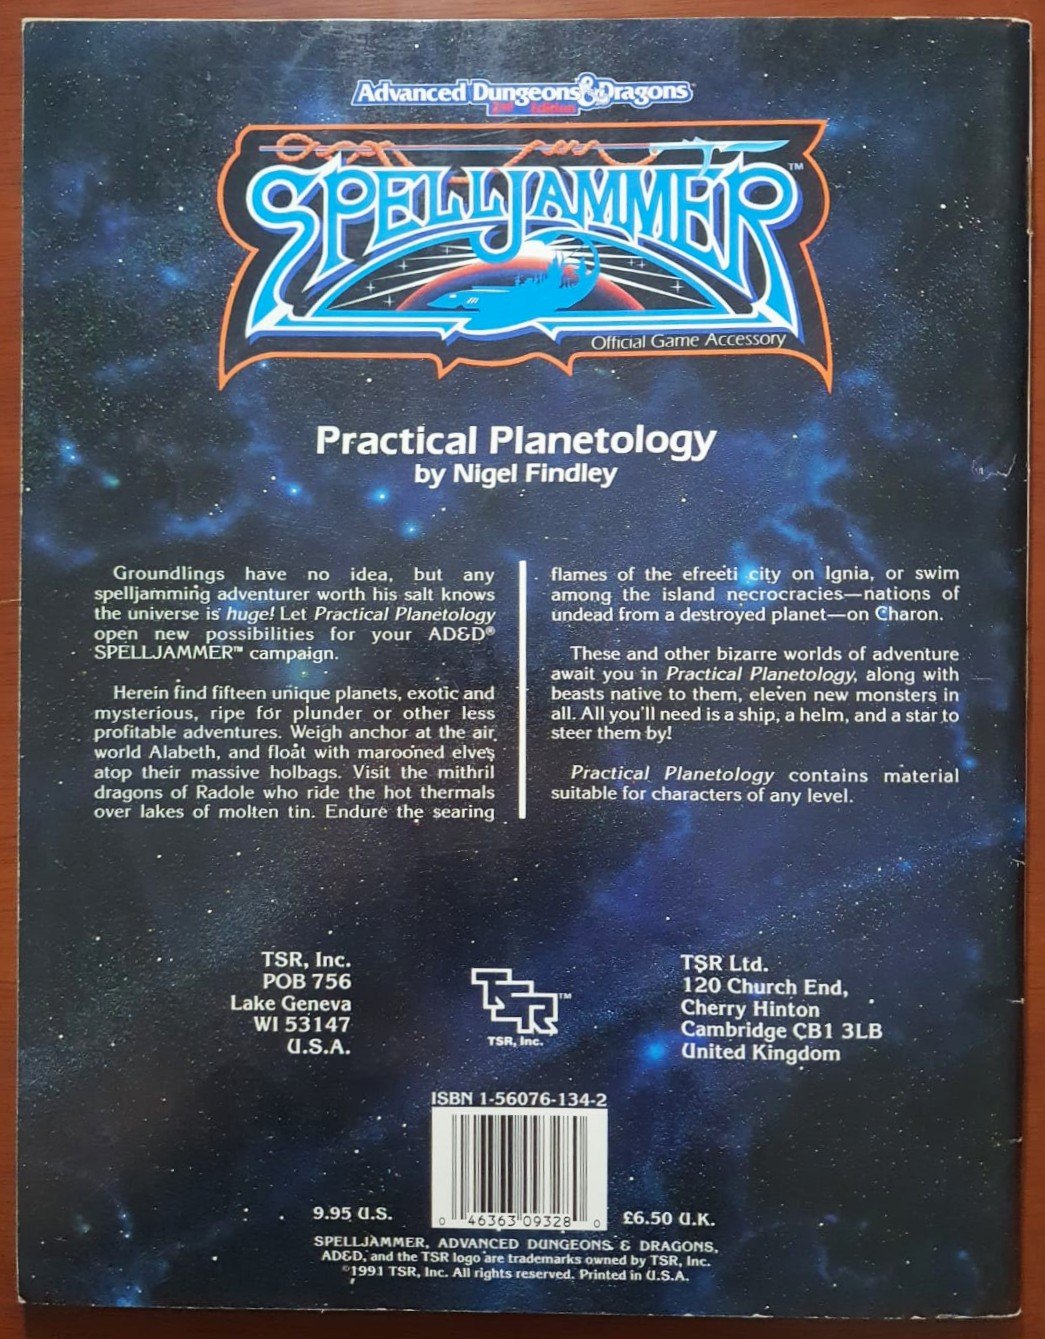 Advanced Dungeons & Dragons
2nd Edition
SPELLJAMMER™
Official Game Accessory
Practical Planetology
by Nigel Findley
Groundlings have no idea, but any
spelljamming adventurer worth his salt knows
the universe is huge! Let Practical Planetology
open new possibilities for your AD&D®
SPELLJAMMER™ campaign.
Herein find fifteen unique planets, exotic and
mysterious, ripe for plunder or other less
profitable adventures. Weigh anchor at the air
world Alabeth, and float with marooned elves
atop their massive holbags. Visit the mithril
dragons of Radole who ride the hot thermals
over lakes of molten tin. Endure the searing
flames of the efreeti city on Ignia, or swim
among the island necrocracies—nations of
undead from a destroyed planet—on Charon.
These and other bizarre worlds of adventure
await you in Practical Planetology, along with
beasts native to them, eleven new monsters in
all. All you'll need is a ship, a helm, and a star to
steer them by!
Practical Planetology contains material
suitable for characters of any level.
TSR, Inc.
POB 756
Lake Geneva
WI 53147
U.S.A.
TSR™
TSR, Inc.
TSR Ltd.
120 Church End,
Cherry Hinton
Cambridge CB1 3LB
United Kingdom
ISBN 1-56076-134-2
0 46363 09328 0
9.95 U.S.
£6.50 U.K.
SPELLJAMMER, ADVANCED DUNGEONS & DRAGONS,
AD&D, and the TSR logo are trademarks owned by TSR, Inc.
©1991 TSR, Inc. All rights reserved. Printed in U.S.A.